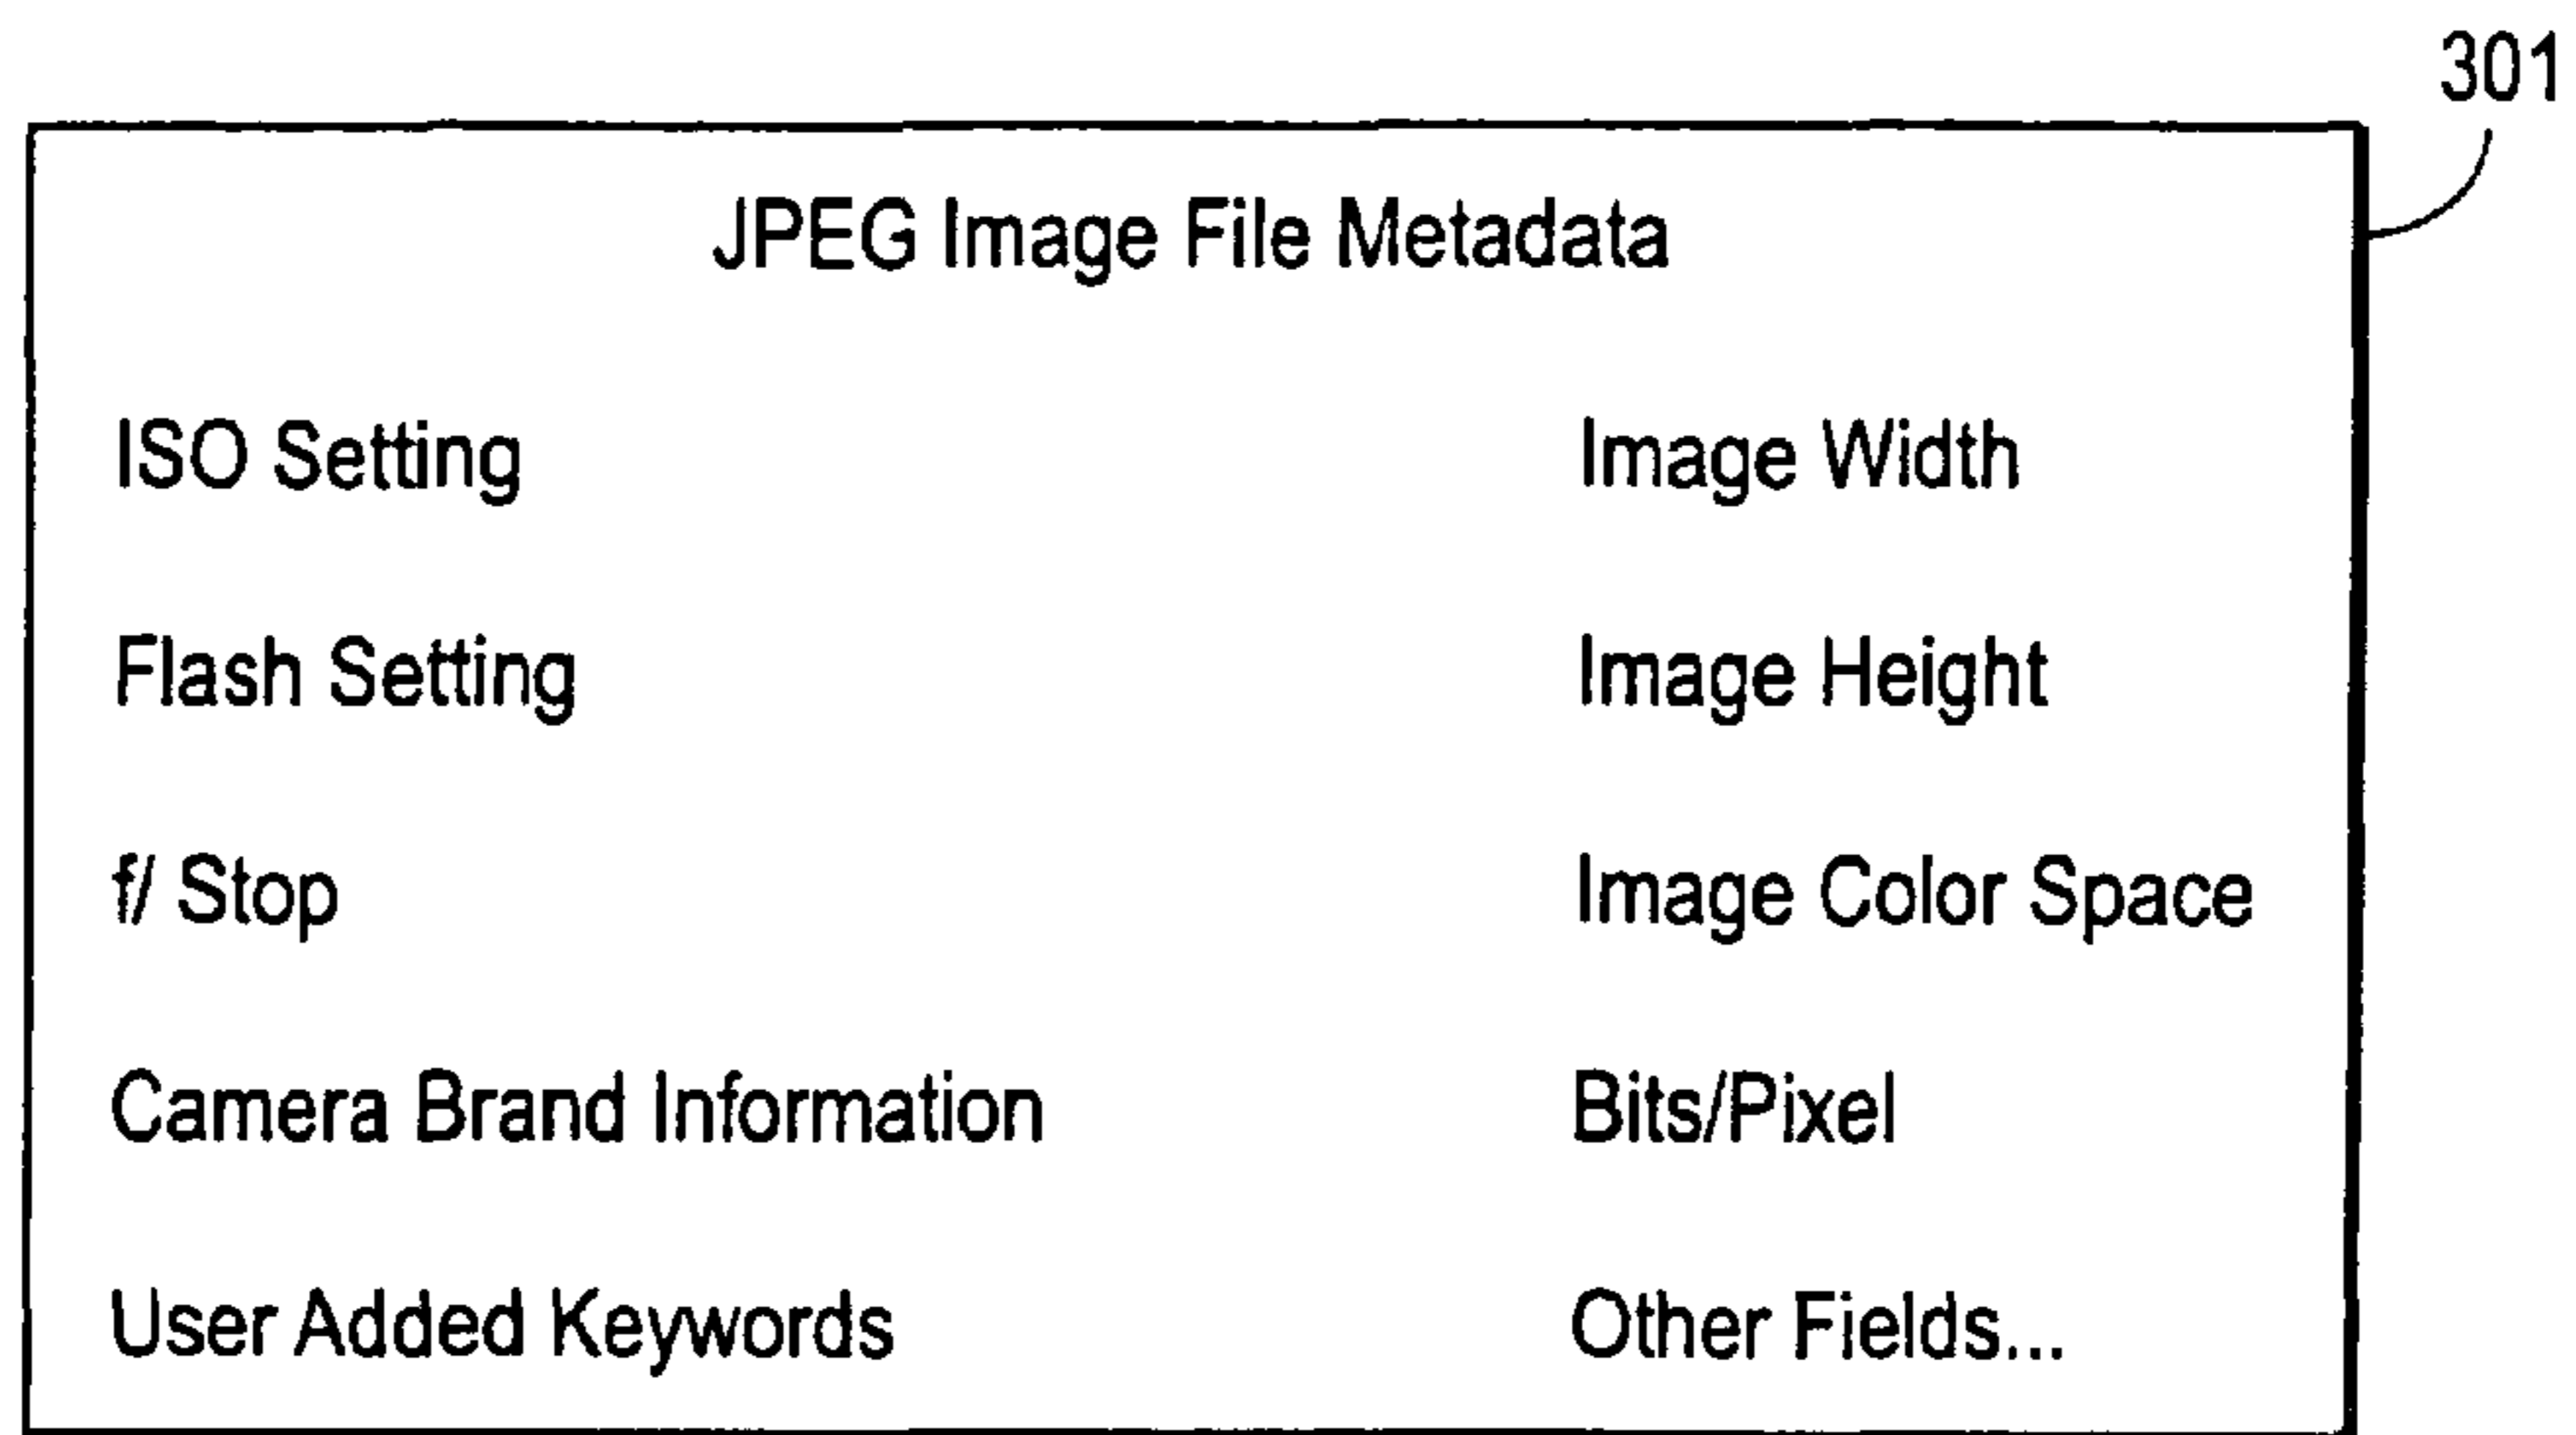 301
JPEG Image File Metadata
ISO Setting
Image Width
Flash Setting
Image Height
f/ Stop
Image Color Space
Camera Brand Information
Bits/Pixel
User Added Keywords
Other Fields...